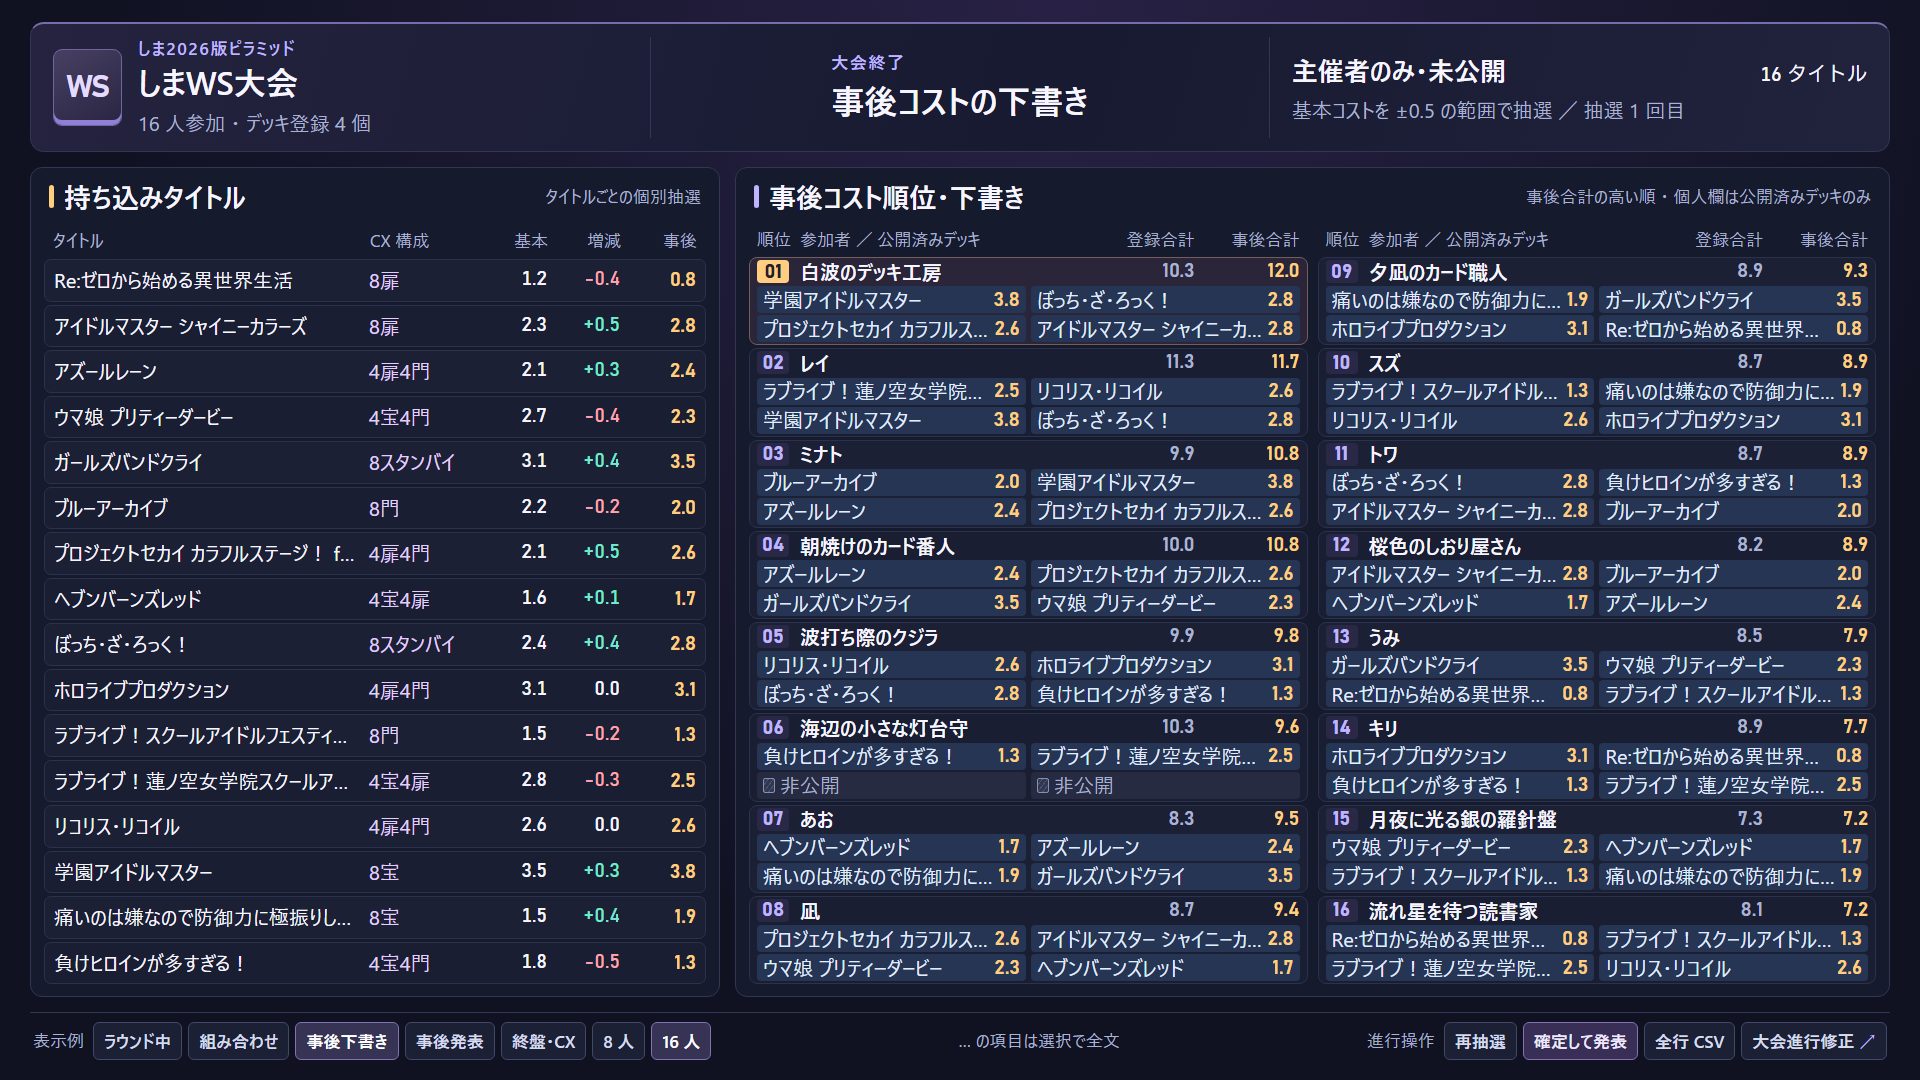 WS
しま2026版ピラミッド
しまWS大会
16 人参加・デッキ登録 4 個
大会終了
事後コストの下書き
主催者のみ・未公開
16 タイトル
基本コストを ±0.5 の範囲で抽選 ／ 抽選 1 回目
持ち込みタイトル
タイトルごとの個別抽選
タイトル CX 構成 基本 増減 事後
Re:ゼロから始める異世界生活 8扉 1.2 -0.4 0.8
アイドルマスター シャイニーカラーズ 8扉 2.3 +0.5 2.8
アズールレーン 4扉4門 2.1 +0.3 2.4
ウマ娘 プリティーダービー 4宝4門 2.7 -0.4 2.3
ガールズバンドクライ 8スタンバイ 3.1 +0.4 3.5
ブルーアーカイブ 8門 2.2 -0.2 2.0
プロジェクトセカイ カラフルステージ！ f... 4扉4門 2.1 +0.5 2.6
ヘブンバーンズレッド 4宝4扉 1.6 +0.1 1.7
ぼっち・ざ・ろっく！ 8スタンバイ 2.4 +0.4 2.8
ホロライブプロダクション 4扉4門 3.1 0.0 3.1
ラブライブ！スクールアイドルフェスティ... 8門 1.5 -0.2 1.3
ラブライブ！蓮ノ空女学院スクールア... 4宝4扉 2.8 -0.3 2.5
リコリス・リコイル 4扉4門 2.6 0.0 2.6
学園アイドルマスター 8宝 3.5 +0.3 3.8
痛いのは嫌なので防御力に極振りし... 8宝 1.5 +0.4 1.9
負けヒロインが多すぎる！ 4宝4門 1.8 -0.5 1.3
事後コスト順位・下書き
事後合計の高い順・個人欄は公開済みデッキのみ
順位 参加者 ／ 公開済みデッキ 登録合計 事後合計
01 白波のデッキ工房 10.3 12.0
学園アイドルマスター 3.8 ぼっち・ざ・ろっく！ 2.8
プロジェクトセカイ カラフルス... 2.6 アイドルマスター シャイニーカ... 2.8
02 レイ 11.3 11.7
ラブライブ！蓮ノ空女学院... 2.5 リコリス・リコイル 2.6
学園アイドルマスター 3.8 ぼっち・ざ・ろっく！ 2.8
03 ミナト 9.9 10.8
ブルーアーカイブ 2.0 学園アイドルマスター 3.8
アズールレーン 2.4 プロジェクトセカイ カラフルス... 2.6
04 朝焼けのカード番人 10.0 10.8
アズールレーン 2.4 プロジェクトセカイ カラフルス... 2.6
ガールズバンドクライ 3.5 ウマ娘 プリティーダービー 2.3
05 波打ち際のクジラ 9.9 9.8
リコリス・リコイル 2.6 ホロライブプロダクション 3.1
ぼっち・ざ・ろっく！ 2.8 負けヒロインが多すぎる！ 1.3
06 海辺の小さな灯台守 10.3 9.6
負けヒロインが多すぎる！ 1.3 ラブライブ！蓮ノ空女学院... 2.5
非公開 非公開
07 あお 8.3 9.5
ヘブンバーンズレッド 1.7 アズールレーン 2.4
痛いのは嫌なので防御力に... 1.9 ガールズバンドクライ 3.5
08 凪 8.7 9.4
プロジェクトセカイ カラフルス... 2.6 アイドルマスター シャイニーカ... 2.8
ウマ娘 プリティーダービー 2.3 ヘブンバーンズレッド 1.7
順位 参加者 ／ 公開済みデッキ 登録合計 事後合計
09 夕凪のカード職人 8.9 9.3
痛いのは嫌なので防御力に... 1.9 ガールズバンドクライ 3.5
ホロライブプロダクション 3.1 Re:ゼロから始める異世界... 0.8
10 スズ 8.7 8.9
ラブライブ！スクールアイドル... 1.3 痛いのは嫌なので防御力に... 1.9
リコリス・リコイル 2.6 ホロライブプロダクション 3.1
11 トワ 8.7 8.9
ぼっち・ざ・ろっく！ 2.8 負けヒロインが多すぎる！ 1.3
アイドルマスター シャイニーカ... 2.8 ブルーアーカイブ 2.0
12 桜色のしおり屋さん 8.2 8.9
アイドルマスター シャイニーカ... 2.8 ブルーアーカイブ 2.0
ヘブンバーンズレッド 1.7 アズールレーン 2.4
13 うみ 8.5 7.9
ガールズバンドクライ 3.5 ウマ娘 プリティーダービー 2.3
Re:ゼロから始める異世界... 0.8 ラブライブ！スクールアイドル... 1.3
14 キリ 8.9 7.7
ホロライブプロダクション 3.1 Re:ゼロから始める異世界... 0.8
負けヒロインが多すぎる！ 1.3 ラブライブ！蓮ノ空女学院... 2.5
15 月夜に光る銀の羅針盤 7.3 7.2
ウマ娘 プリティーダービー 2.3 ヘブンバーンズレッド 1.7
ラブライブ！スクールアイドル... 1.3 痛いのは嫌なので防御力に... 1.9
16 流れ星を待つ読書家 8.1 7.2
Re:ゼロから始める異世界... 0.8 ラブライブ！スクールアイドル... 1.3
ラブライブ！蓮ノ空女学院... 2.5 リコリス・リコイル 2.6
表示例 ラウンド中 組み合わせ 事後下書き 事後発表 終盤・CX 8 人 16 人
... の項目は選択で全文
進行操作 再抽選 確定して発表 全行 CSV 大会進行修正 ↗